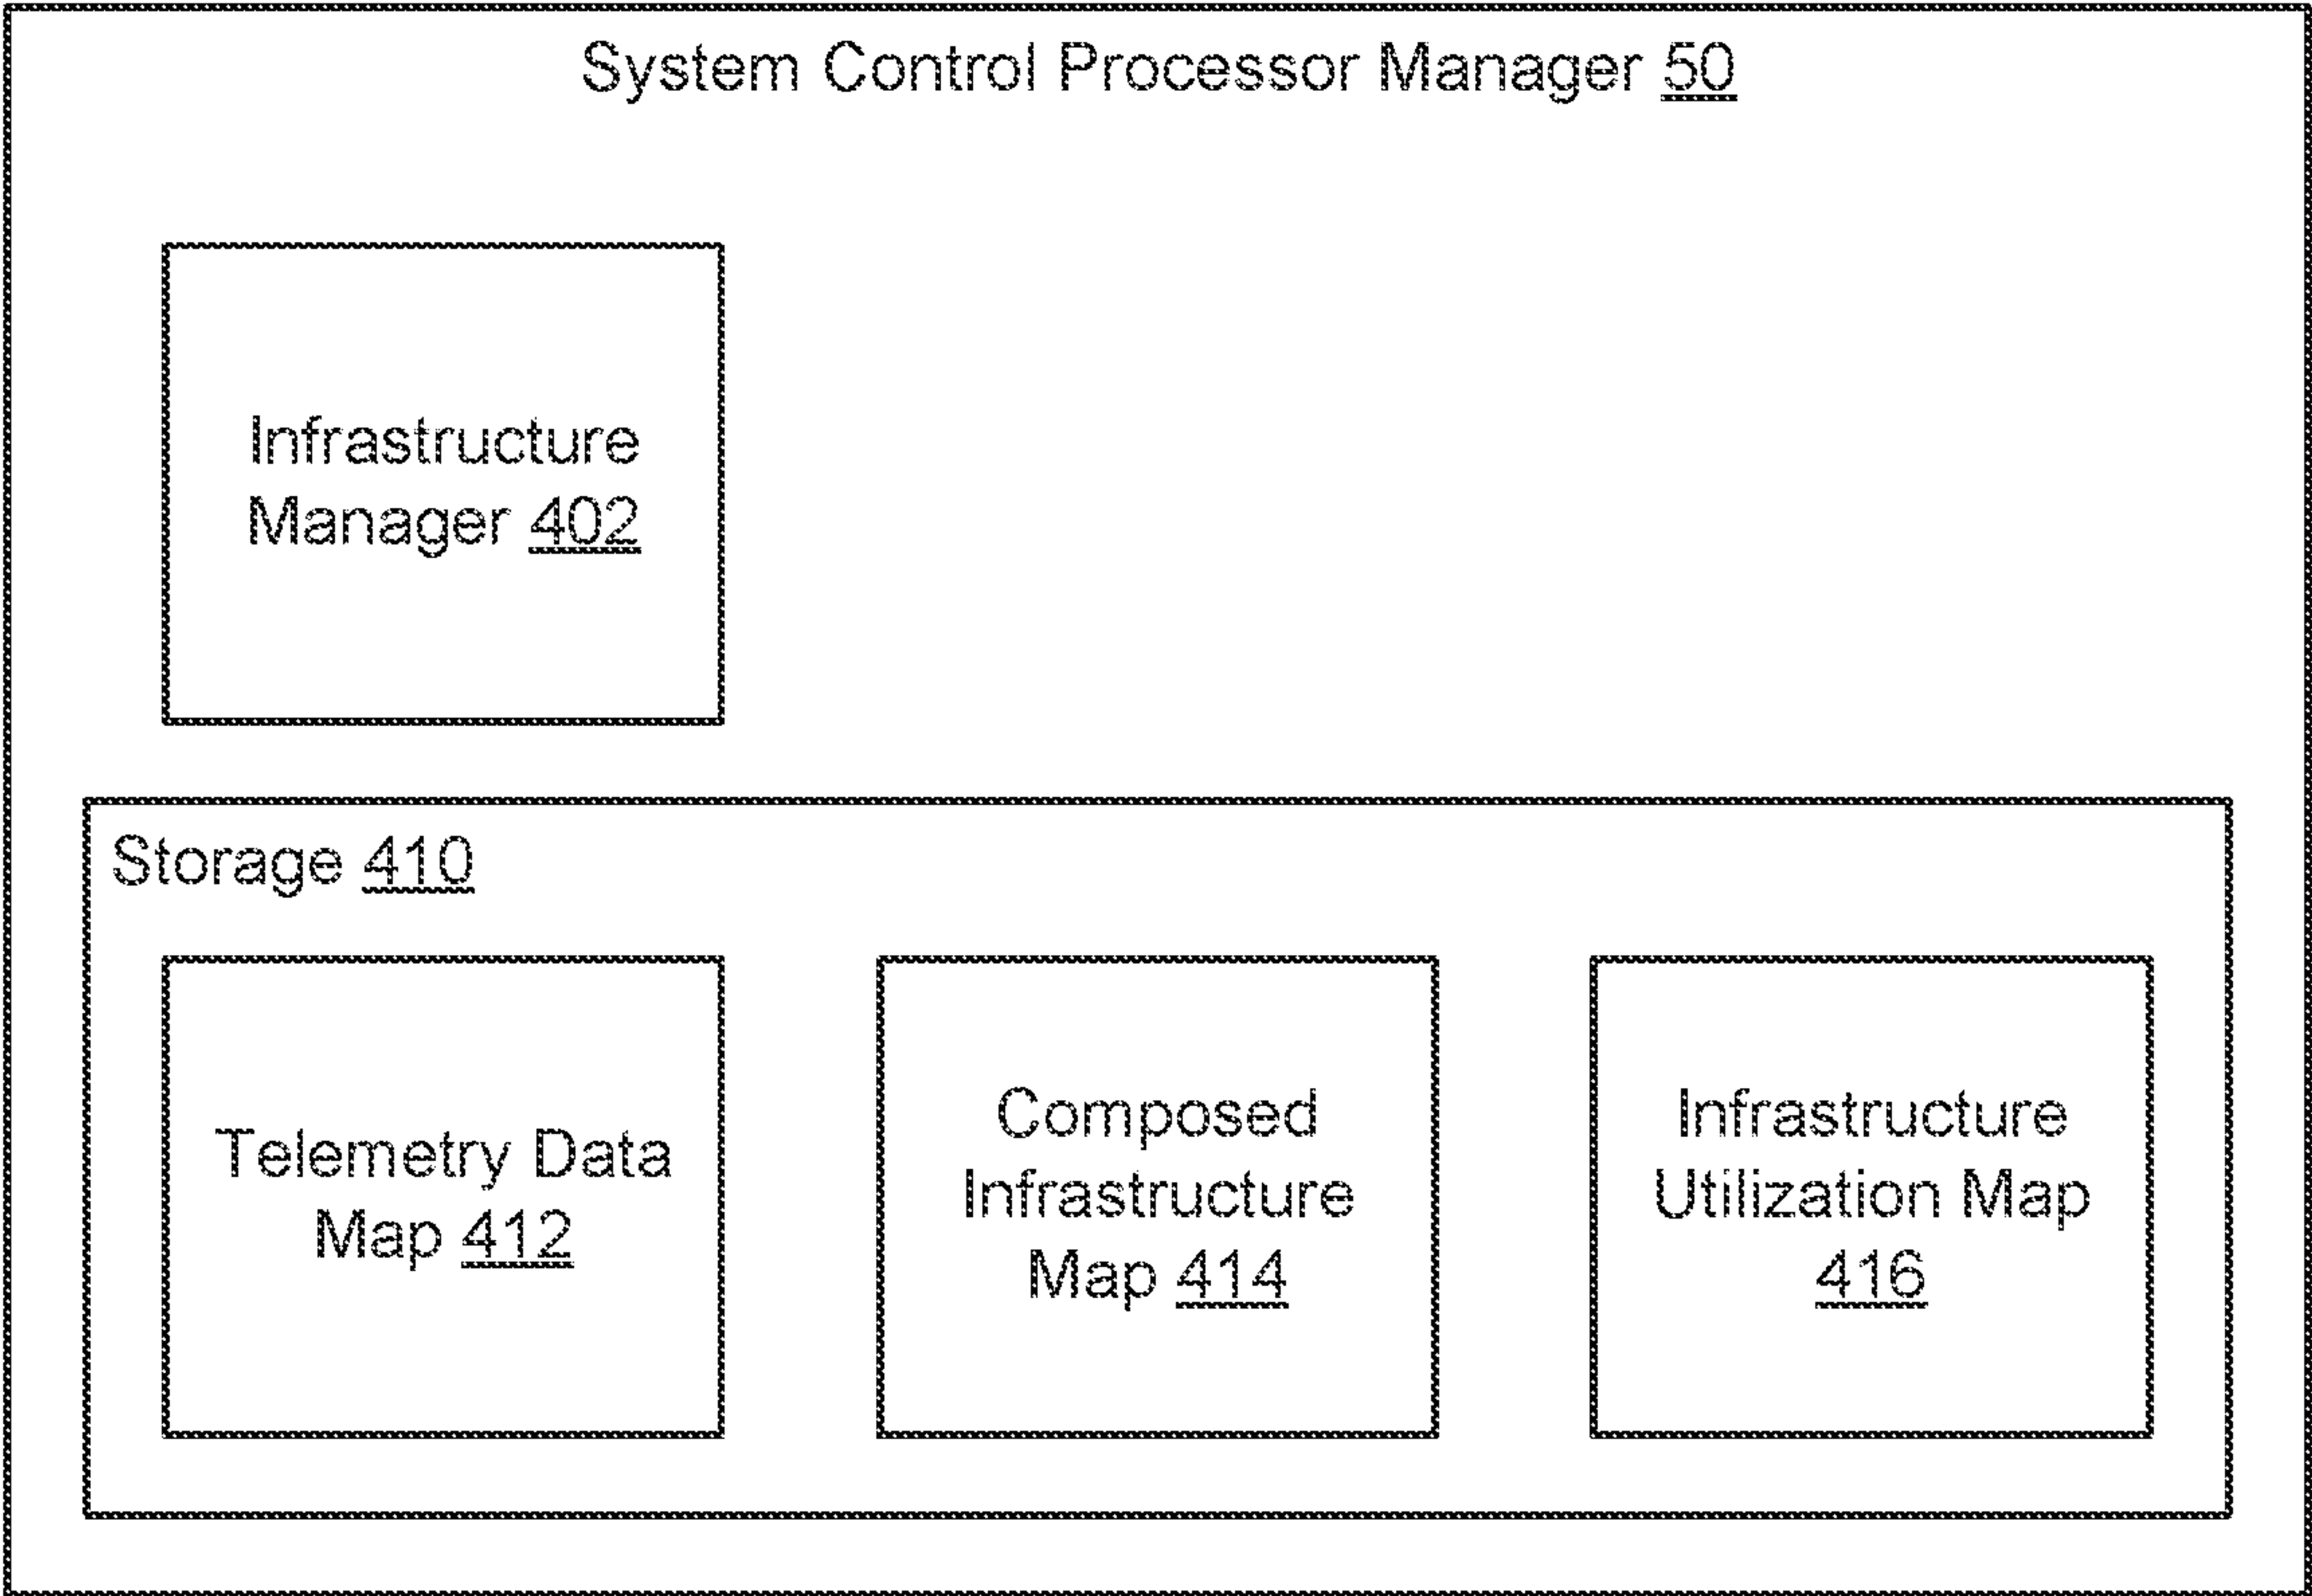 System Control Processor Manager 50
Infrastructure
Manager 402
Storage 410
Telemetry Data
Map 412
Composed
Infrastructure
Map 414
Infrastructure
Utilization Map
416